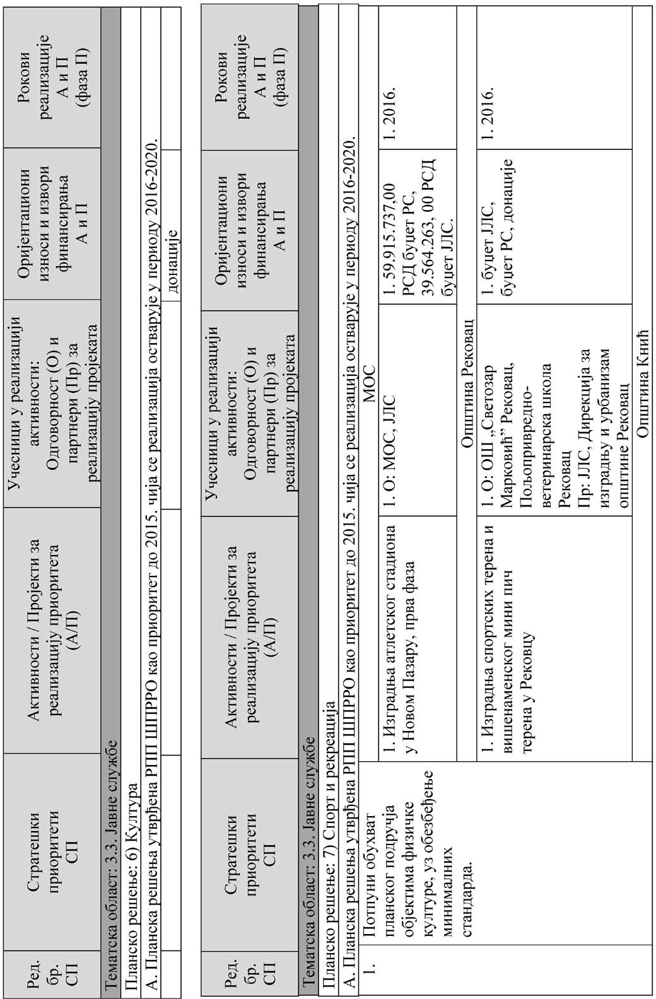 Ред.
бр.
СП
Стратешки
приоритети
СП
Активности / Пројекти за
реализацију приоритета
(А/П)
Учесници у реализацији
активности:
Одговорност (О) и
партнери (Пр) за
реализацију пројеката
Оријентациони
износи и извори
финансирања
А и П
Рокови
реализације
А и П
(фаза П)
Тематска област: 3.3. Јавне службе
Планско решење: 6) Култура
А. Планска решења утврђена РПП ШПРРО као приоритет до 2015. чија се реализација остварује у периоду 2016-2020.
донације
Ред.
бр.
СП
Стратешки
приоритети
СП
Активности / Пројекти за
реализацију приоритета
(А/П)
Учесници у реализацији
активности:
Одговорност (О) и
партнери (Пр) за
реализацију пројеката
Оријентациони
износи и извори
финансирања
А и П
Рокови
реализације
А и П
(фаза П)
Тематска област: 3.3. Јавне службе
Планско решење: 7) Спорт и рекреација
А. Планска решења утврђена РПП ШПРРО као приоритет до 2015. чија се реализација остварује у периоду 2016-2020.
1.
Потпуни обухват
планског подручја
објектима физичке
културе, уз обезбеђење
минималних
стандарда.
МОС
1. Изградња атлетског стадиона
у Новом Пазару, прва фаза
1. О: МОС, ЈЛС
1. 59.915.737,00
РСД буџет РС,
39.564.263, 00 РСД
буџет ЈЛС.
1. 2016.
Општина Рековац
1. Изградња спортских терена и
вишенаменског мини пич
терена у Рековцу
1. О: ОШ „Светозар
Марковић” Рековац,
Пољопривредно-
ветеринарска школа
Рековац
Пр: ЈЛС, Дирекција за
изградњу и урбанизам
општине Рековац
1. буџет ЈЛС,
буџет РС, донације
1. 2016.
Општина Кнић